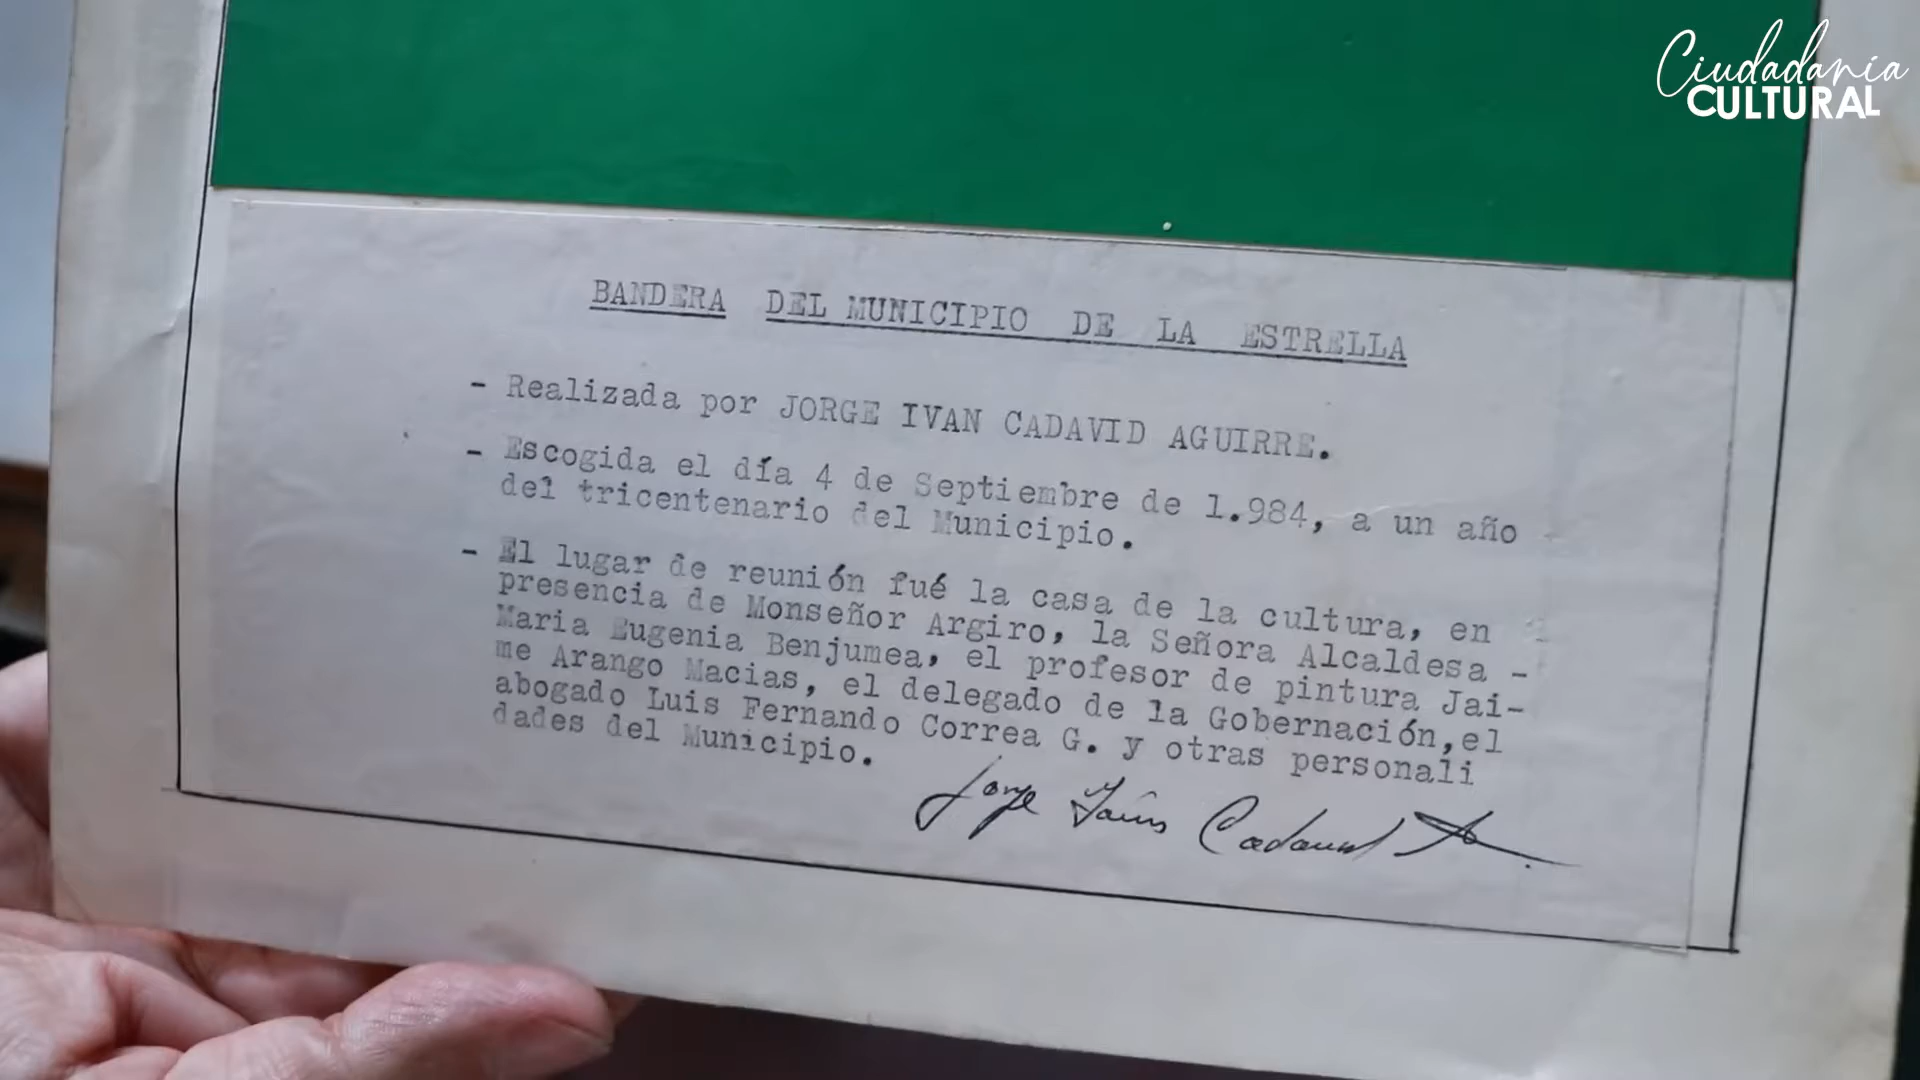 Ciudadanía
CULTURAL
BANDERA DEL MUNICIPIO DE LA ESTRELLA
- Realizada por JORGE IVAN CADAVID AGUIRRE.
- Escogida el día 4 de Septiembre de 1.984, a un año
del tricentenario del Municipio.
- El lugar de reunión fué la casa de la cultura, en
presencia de Monseñor Argiro, la Señora Alcaldesa -
Maria Eugenia Benjumea, el profesor de pintura Jai-
me Arango Macias, el delegado de la Gobernación,el
abogado Luis Fernando Correa G. y otras personali
dades del Municipio.
Jorge Iván Cadavid A.